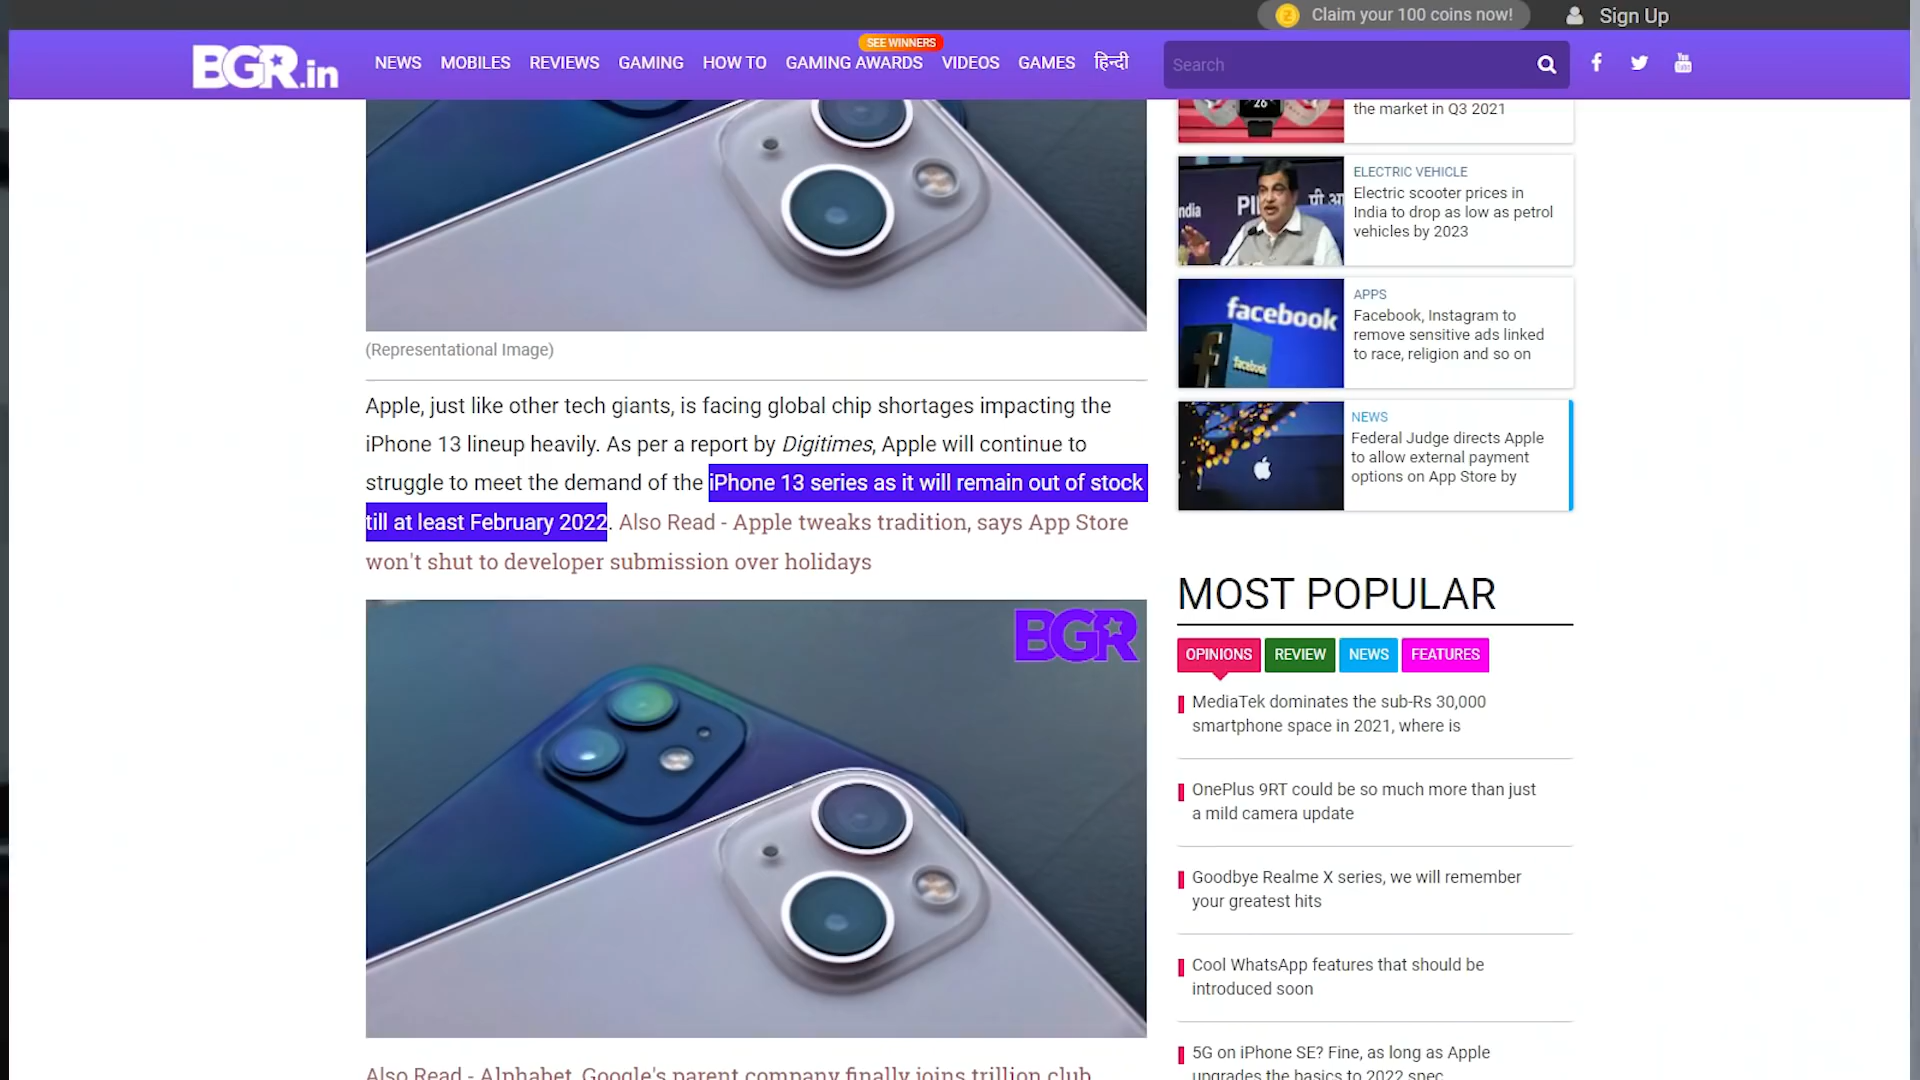 Claim your 100 coins now!
Sign Up
BGR.in
NEWS
MOBILES
REVIEWS
GAMING
HOW TO
SEE WINNERS
GAMING AWARDS
VIDEOS
GAMES
हिन्दी
Search
You
Tube
26
the market in Q3 2021
ELECTRIC VEHICLE
Electric scooter prices in
India to drop as low as petrol
vehicles by 2023
facebook
facebook
APPS
Facebook, Instagram to
remove sensitive ads linked
to race, religion and so on
NEWS
Federal Judge directs Apple
to allow external payment
options on App Store by
(Representational Image)
Apple, just like other tech giants, is facing global chip shortages impacting the
iPhone 13 lineup heavily. As per a report by Digitimes, Apple will continue to
struggle to meet the demand of the iPhone 13 series as it will remain out of stock
till at least February 2022. Also Read - Apple tweaks tradition, says App Store
won't shut to developer submission over holidays
BGR
Also Read - Alphabet, Google's parent company finally joins trillion club
MOST POPULAR
OPINIONS
REVIEW
NEWS
FEATURES
MediaTek dominates the sub-Rs 30,000
smartphone space in 2021, where is
OnePlus 9RT could be so much more than just
a mild camera update
Goodbye Realme X series, we will remember
your greatest hits
Cool WhatsApp features that should be
introduced soon
5G on iPhone SE? Fine, as long as Apple
upgrades the basics to 2022 spec